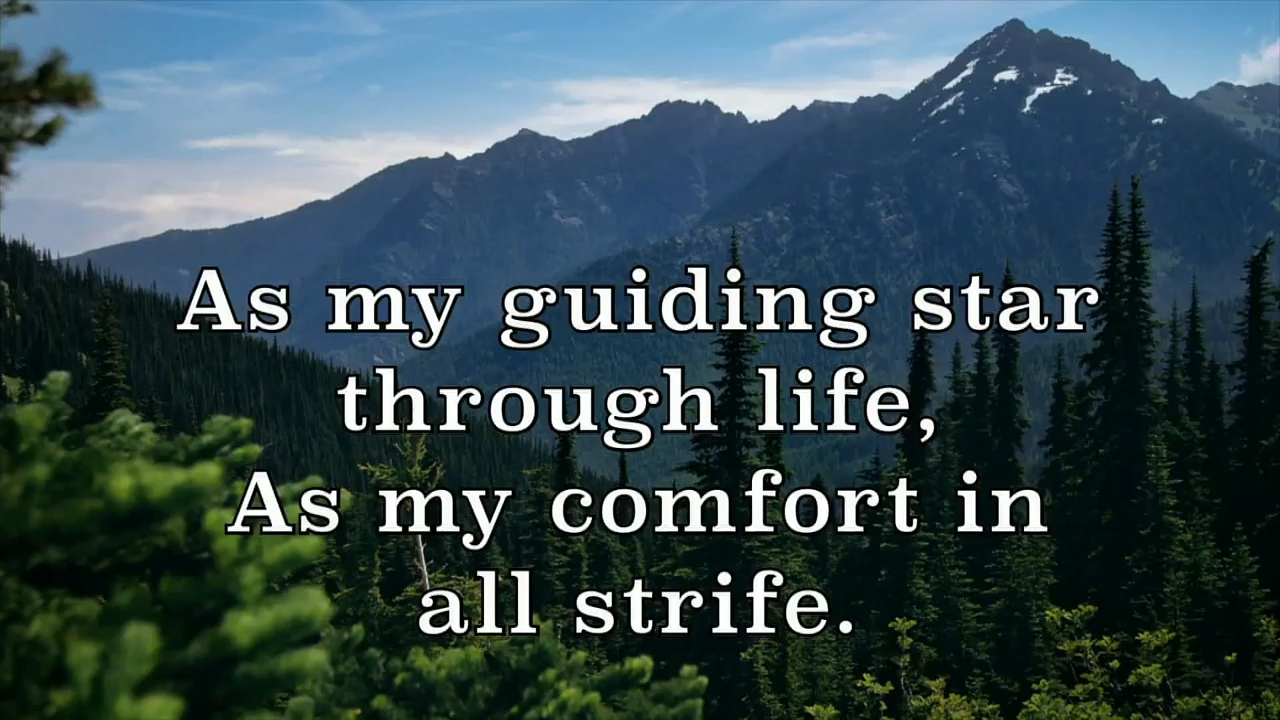 As my guiding star
through life,
As my comfort in
all strife.